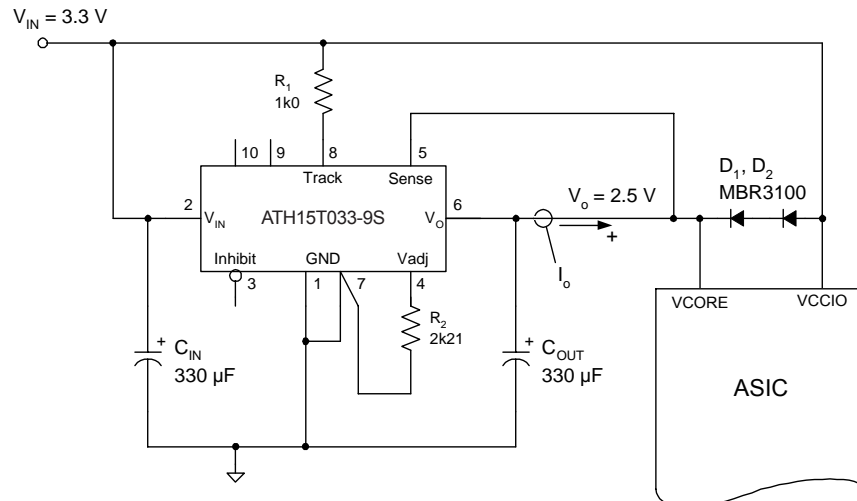 V_IN = 3.3 V
R_1
1k0
10 9 8 5
Track Sense
D_1, D_2
MBR3100
2 V_IN ATH15T033-9S V_O 6
V_o = 2.5 V
+
Inhibit GND Vadj
3 1 7 4
I_o
VCORE VCCIO
R_2
2k21
+ C_IN
330 µF
+ C_OUT
330 µF
ASIC